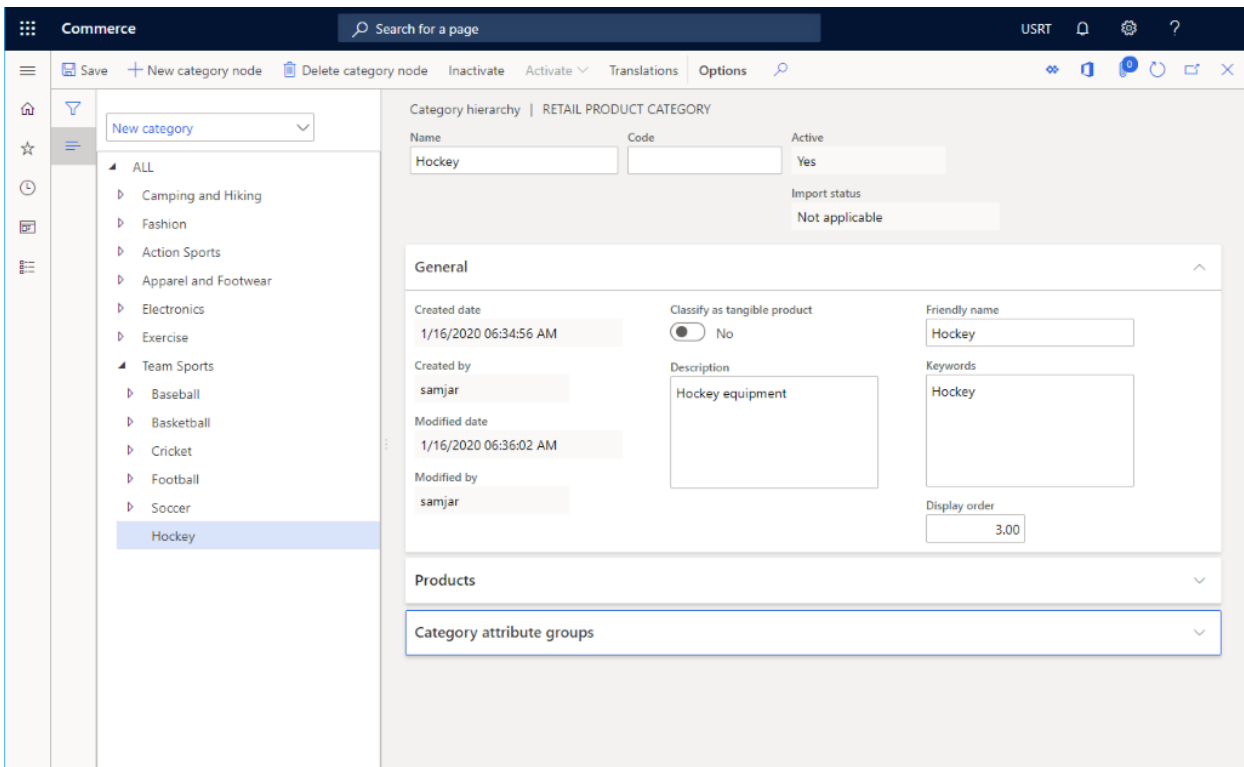 Commerce
Search for a page
USRT
?
Save
New category node
Delete category node
Inactivate
Activate
Translations
Options
0
New category
ALL
Camping and Hiking
Fashion
Action Sports
Apparel and Footwear
Electronics
Exercise
Team Sports
Baseball
Basketball
Cricket
Football
Soccer
Hockey
Category hierarchy | RETAIL PRODUCT CATEGORY
Name
Hockey
Code
Active
Yes
Import status
Not applicable
General
Created date
1/16/2020 06:34:56 AM
Created by
samjar
Modified date
1/16/2020 06:36:02 AM
Modified by
samjar
Classify as tangible product
No
Description
Hockey equipment
Friendly name
Hockey
Keywords
Hockey
Display order
3.00
Products
Category attribute groups